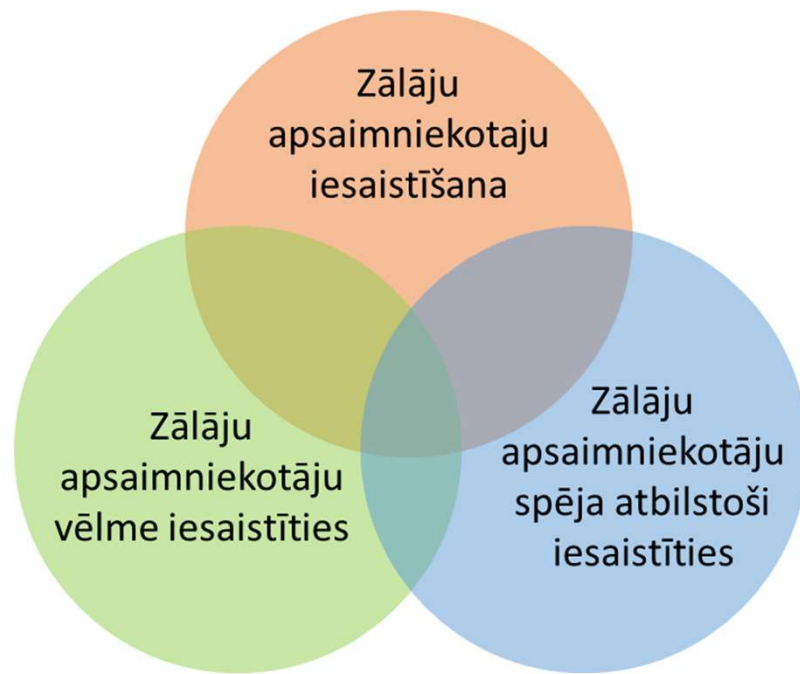 Zālāju
apsaimniekotaju
iesaistīšana
Zālāju
apsaimniekotāju
vēlme iesaistīties
Zālāju
apsaimniekotāju
spēja atbilstoši
iesaistīties